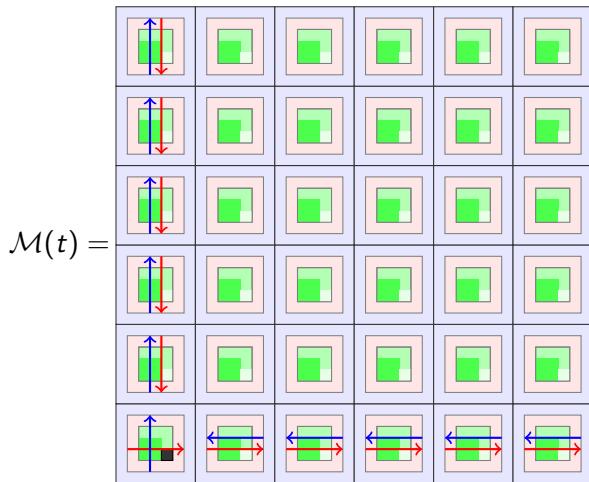 ℳ(t) =